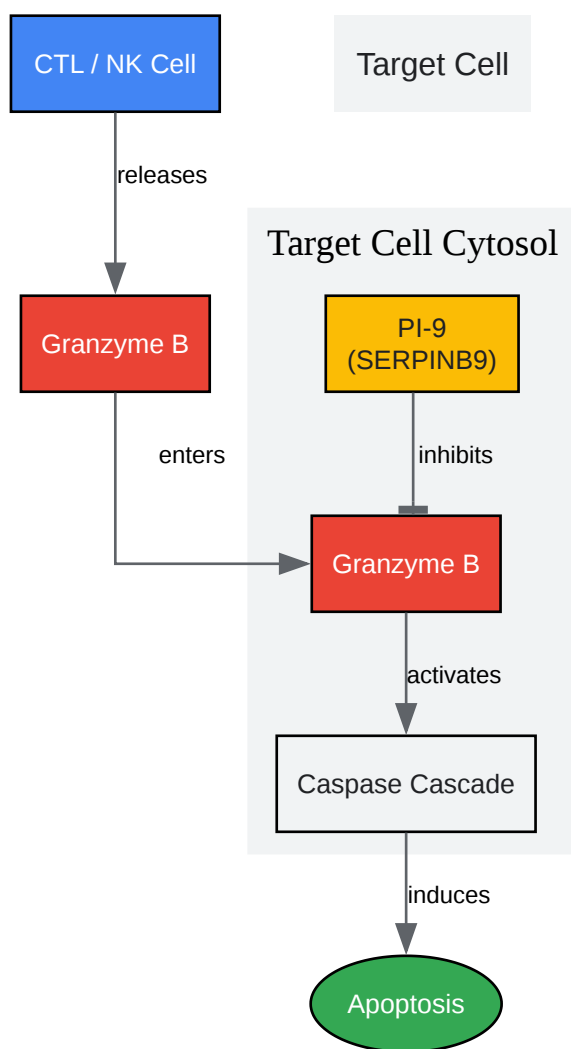 CTL / NK Cell
Target Cell
releases
Target Cell Cytosol
Granzyme B
PI-9
(SERPINB9)
enters
inhibits
Granzyme B
activates
Caspase Cascade
induces
Apoptosis